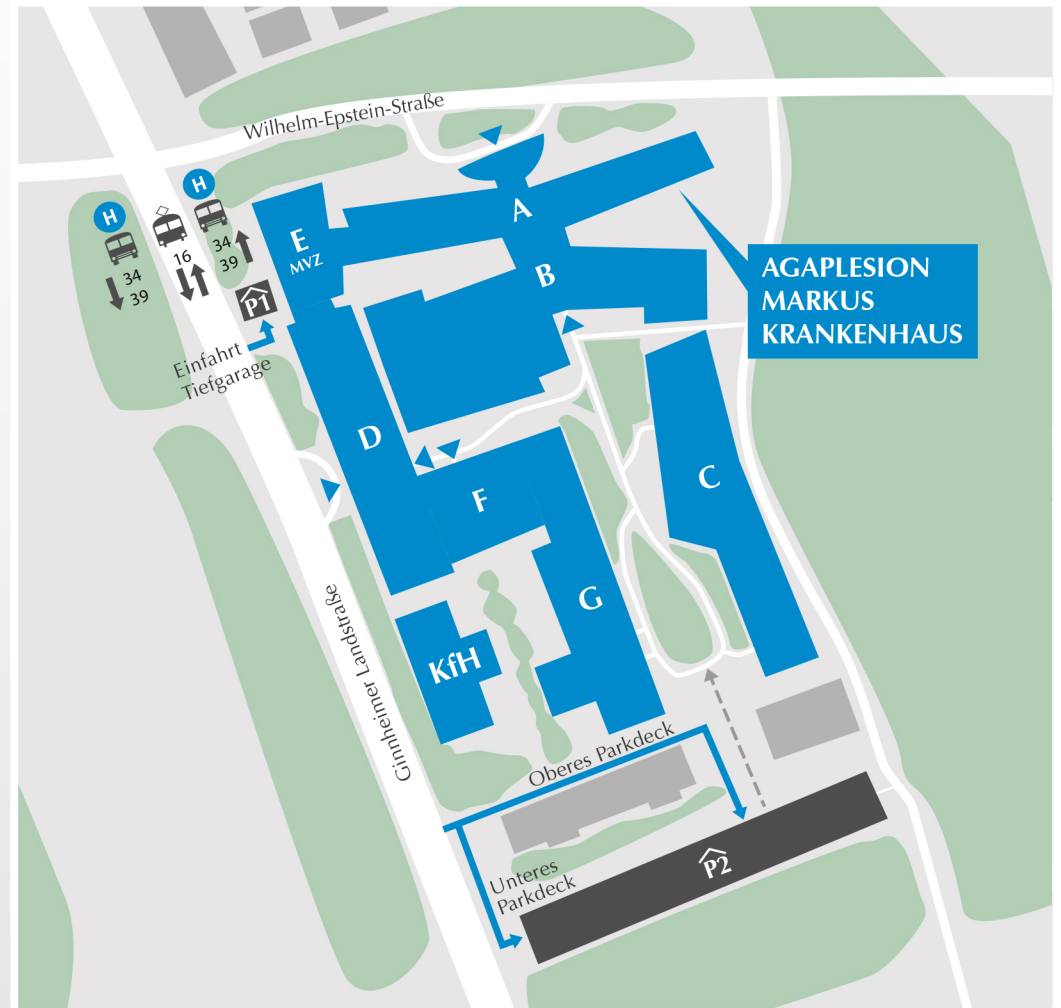 Wilhelm-Epstein-Straße
H
H
34
39
16
34
39
P1
Einfahrt
Tiefgarage
E
MVZ
A
B
AGAPLESION
MARKUS
KRANKENHAUS
D
C
F
G
KfH
Ginnheimer Landstraße
Oberes Parkdeck
Unteres
Parkdeck
P2